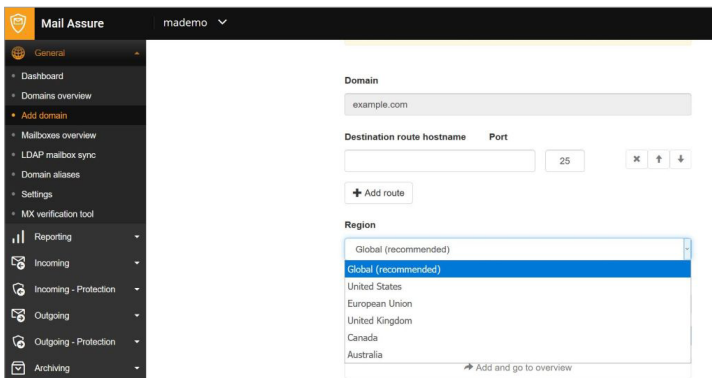 Mail Assure
mademo
General
Dashboard
Domains overview
Add domain
Mailboxes overview
LDAP mailbox sync
Domain aliases
Settings
MX verification tool
Reporting
Incoming
Incoming - Protection
Outgoing
Outgoing - Protection
Archiving
Domain
example.com
Destination route hostname Port
25
Add route
Region
Global (recommended)
Global (recommended)
United States
European Union
United Kingdom
Canada
Australia
Add and go to overview